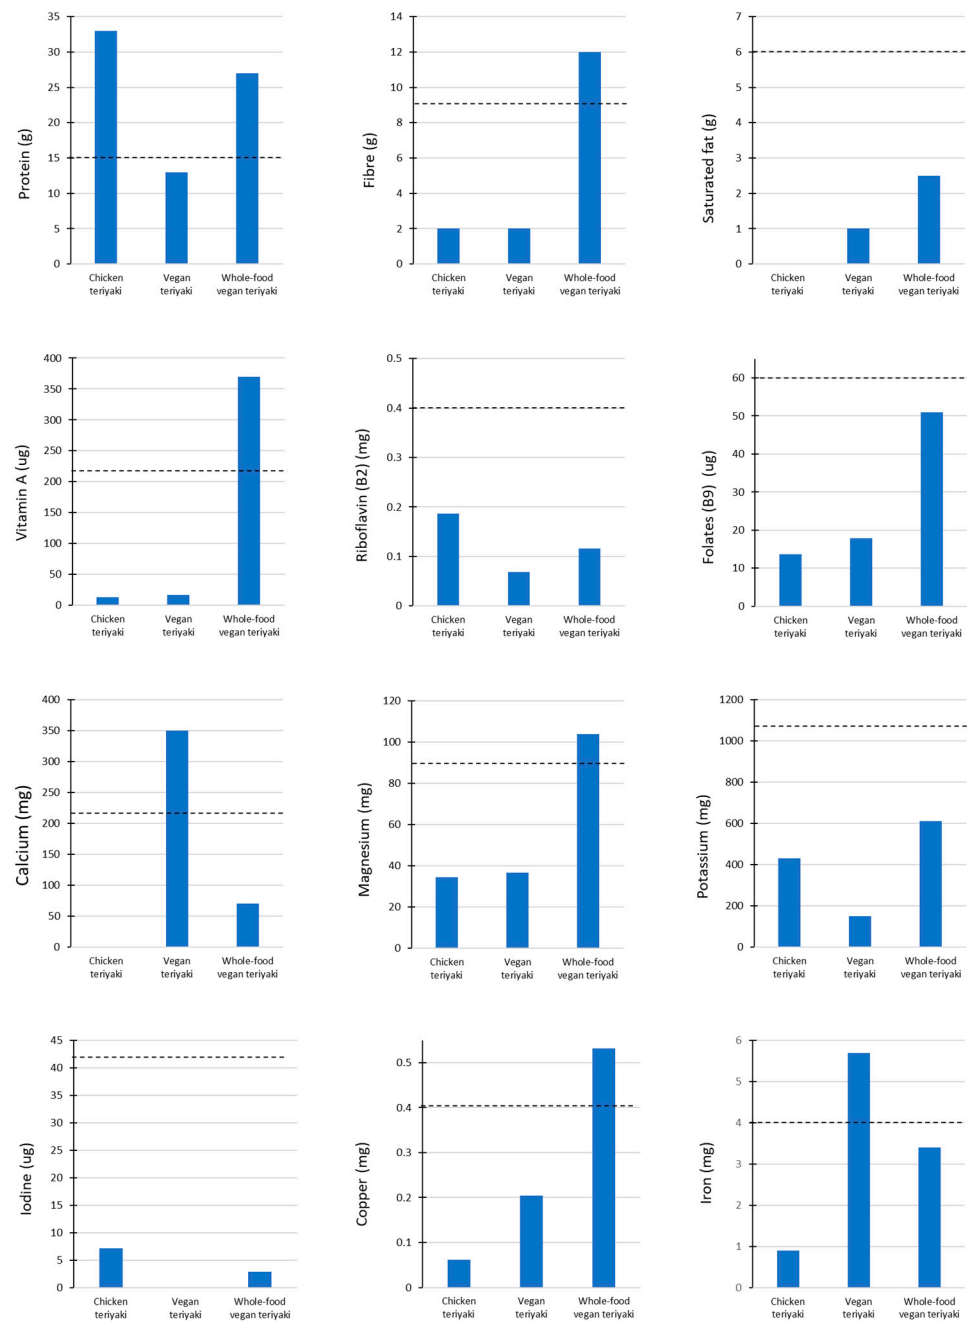 Protein (g)
35
30
25
20
15
10
5
0
Chicken
teriyaki
Vegan
teriyaki
Whole-food
vegan teriyaki
Fibre (g)
14
12
10
8
6
4
2
0
Chicken
teriyaki
Vegan
teriyaki
Whole-food
vegan teriyaki
Saturated fat (g)
7
6
5
4
3
2
1
0
Chicken
teriyaki
Vegan
teriyaki
Whole-food
vegan teriyaki
Vitamin A (ug)
400
350
300
250
200
150
100
50
0
Chicken
teriyaki
Vegan
teriyaki
Whole-food
vegan teriyaki
Riboflavin (B2) (mg)
0.5
0.4
0.3
0.2
0.1
0
Chicken
teriyaki
Vegan
teriyaki
Whole-food
vegan teriyaki
Folates (B9) (ug)
60
50
40
30
20
10
0
Chicken
teriyaki
Vegan
teriyaki
Whole-food
vegan teriyaki
Calcium (mg)
400
350
300
250
200
150
100
50
0
Chicken
teriyaki
Vegan
teriyaki
Whole-food
vegan teriyaki
Magnesium (mg)
120
100
80
60
40
20
0
Chicken
teriyaki
Vegan
teriyaki
Whole-food
vegan teriyaki
Potassium (mg)
1200
1000
800
600
400
200
0
Chicken
teriyaki
Vegan
teriyaki
Whole-food
vegan teriyaki
Iodine (ug)
45
40
35
30
25
20
15
10
5
0
Chicken
teriyaki
Vegan
teriyaki
Whole-food
vegan teriyaki
Copper (mg)
0.5
0.4
0.3
0.2
0.1
0
Chicken
teriyaki
Vegan
teriyaki
Whole-food
vegan teriyaki
Iron (mg)
6
5
4
3
2
1
0
Chicken
teriyaki
Vegan
teriyaki
Whole-food
vegan teriyaki